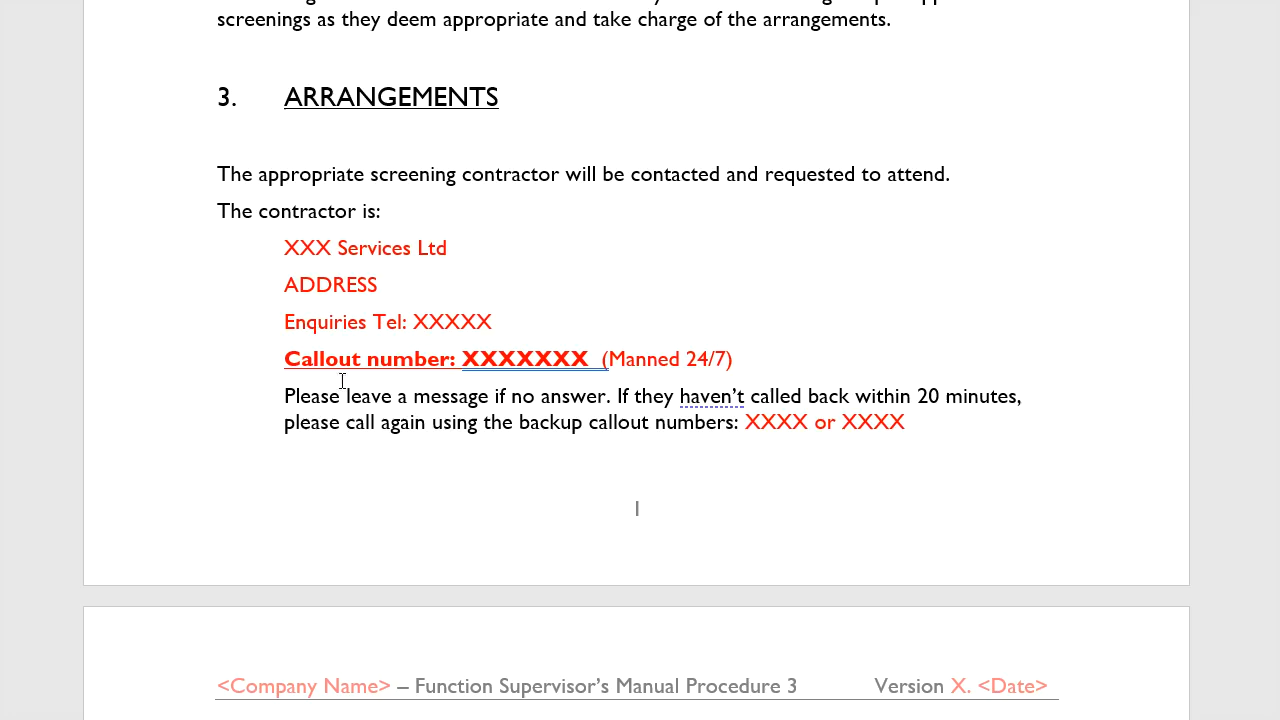 screenings as they deem appropriate and take charge of the arrangements.
3. ARRANGEMENTS
The appropriate screening contractor will be contacted and requested to attend.
The contractor is:
XXX Services Ltd
ADDRESS
Enquiries Tel: XXXXX
Callout number: XXXXXXX (Manned 24/7)
Please leave a message if no answer. If they haven’t called back within 20 minutes,
please call again using the backup callout numbers: XXXX or XXXX
1
<Company Name> – Function Supervisor’s Manual Procedure 3 Version X. <Date>